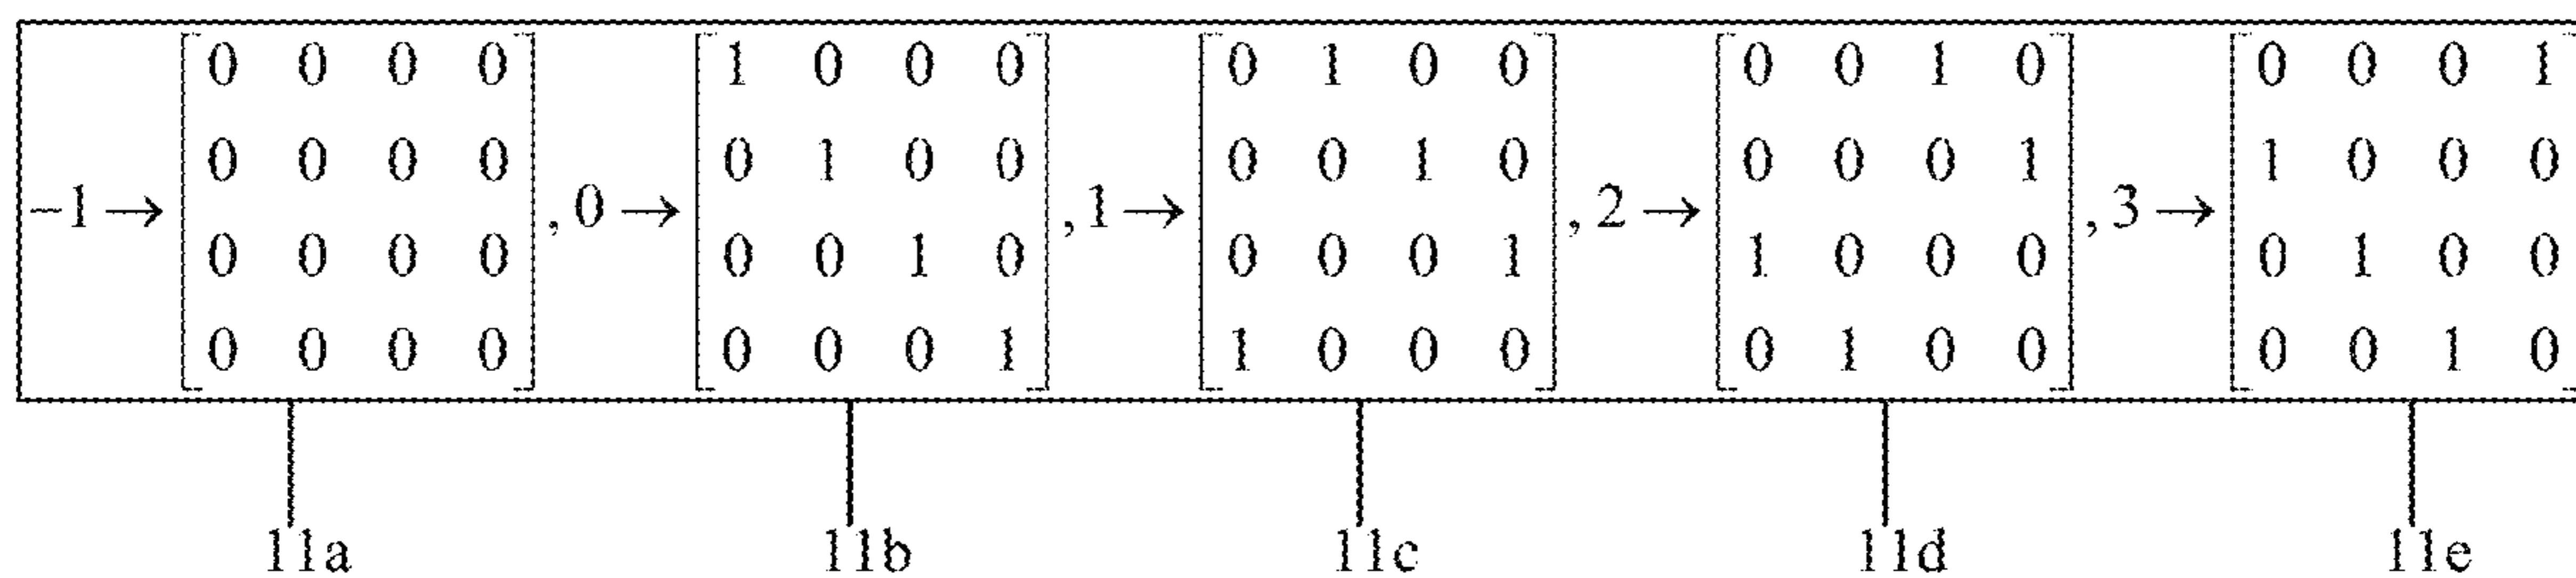 0 0 0 0 1 0 0 0 0 1 0 0 0 0 1 0 0 0 0 1
0 0 0 0 0 1 0 0 0 0 1 0 0 0 0 1 1 0 0 0
−1 → , 0 → , 1 → , 2 → , 3 →
0 0 0 0 0 0 1 0 0 0 0 1 1 0 0 0 0 1 0 0
0 0 0 0 0 0 0 1 1 0 0 0 0 1 0 0 0 0 1 0
11a 11b 11c 11d 11e